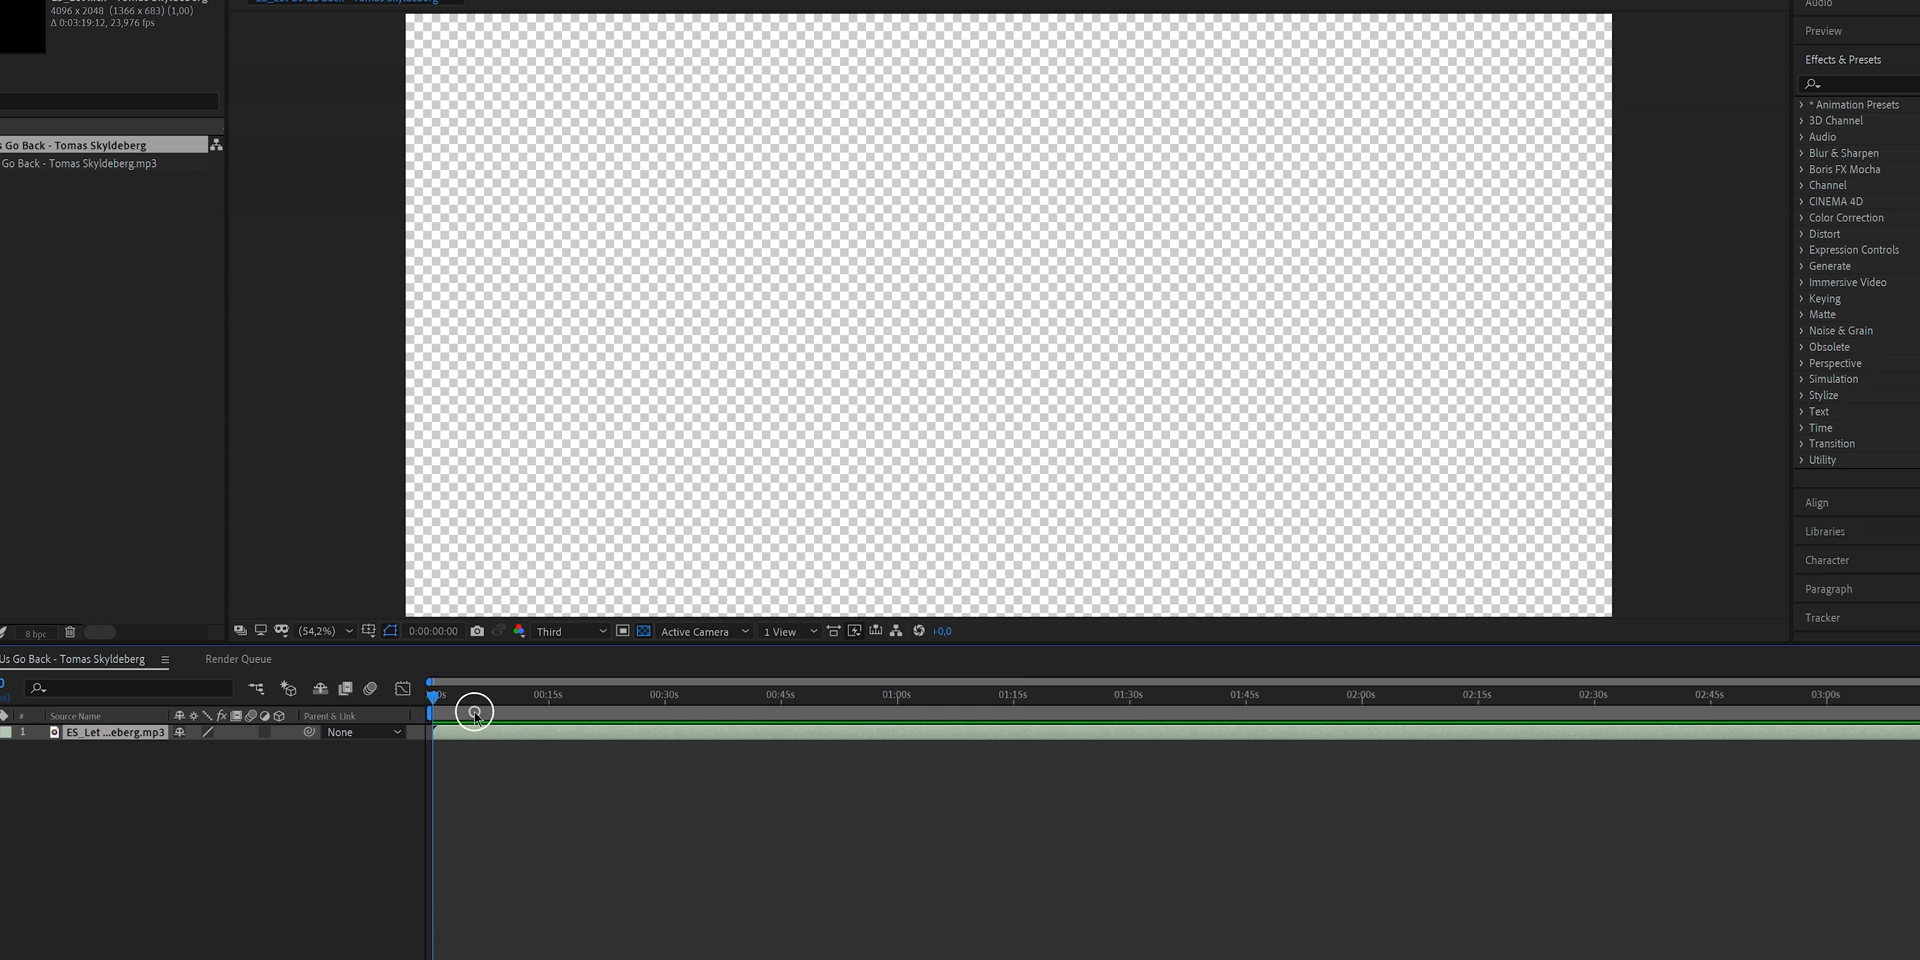 4096 x 2048 (1366 x 683) (1,00)
Δ 0:03:19:12, 23,976 fps
Audio
Preview
Effects & Presets
* Animation Presets
3D Channel
Audio
Blur & Sharpen
Boris FX Mocha
Channel
CINEMA 4D
Color Correction
Distort
Expression Controls
Generate
Immersive Video
Keying
Matte
Noise & Grain
Obsolete
Perspective
Simulation
Stylize
Text
Time
Transition
Utility
Align
Libraries
Character
Paragraph
Tracker
s Go Back - Tomas Skyldeberg
Go Back - Tomas Skyldeberg.mp3
8 bpc
(54,2%)
0:00:00:00
Third
Active Camera
1 View
+0,0
Us Go Back - Tomas Skyldeberg
Render Queue
00:15s
00:30s
00:45s
01:00s
01:15s
01:30s
01:45s
02:00s
02:15s
02:30s
02:45s
03:00s
# Source Name
fx
Parent & Link
1 ES_Let ...eberg.mp3
None